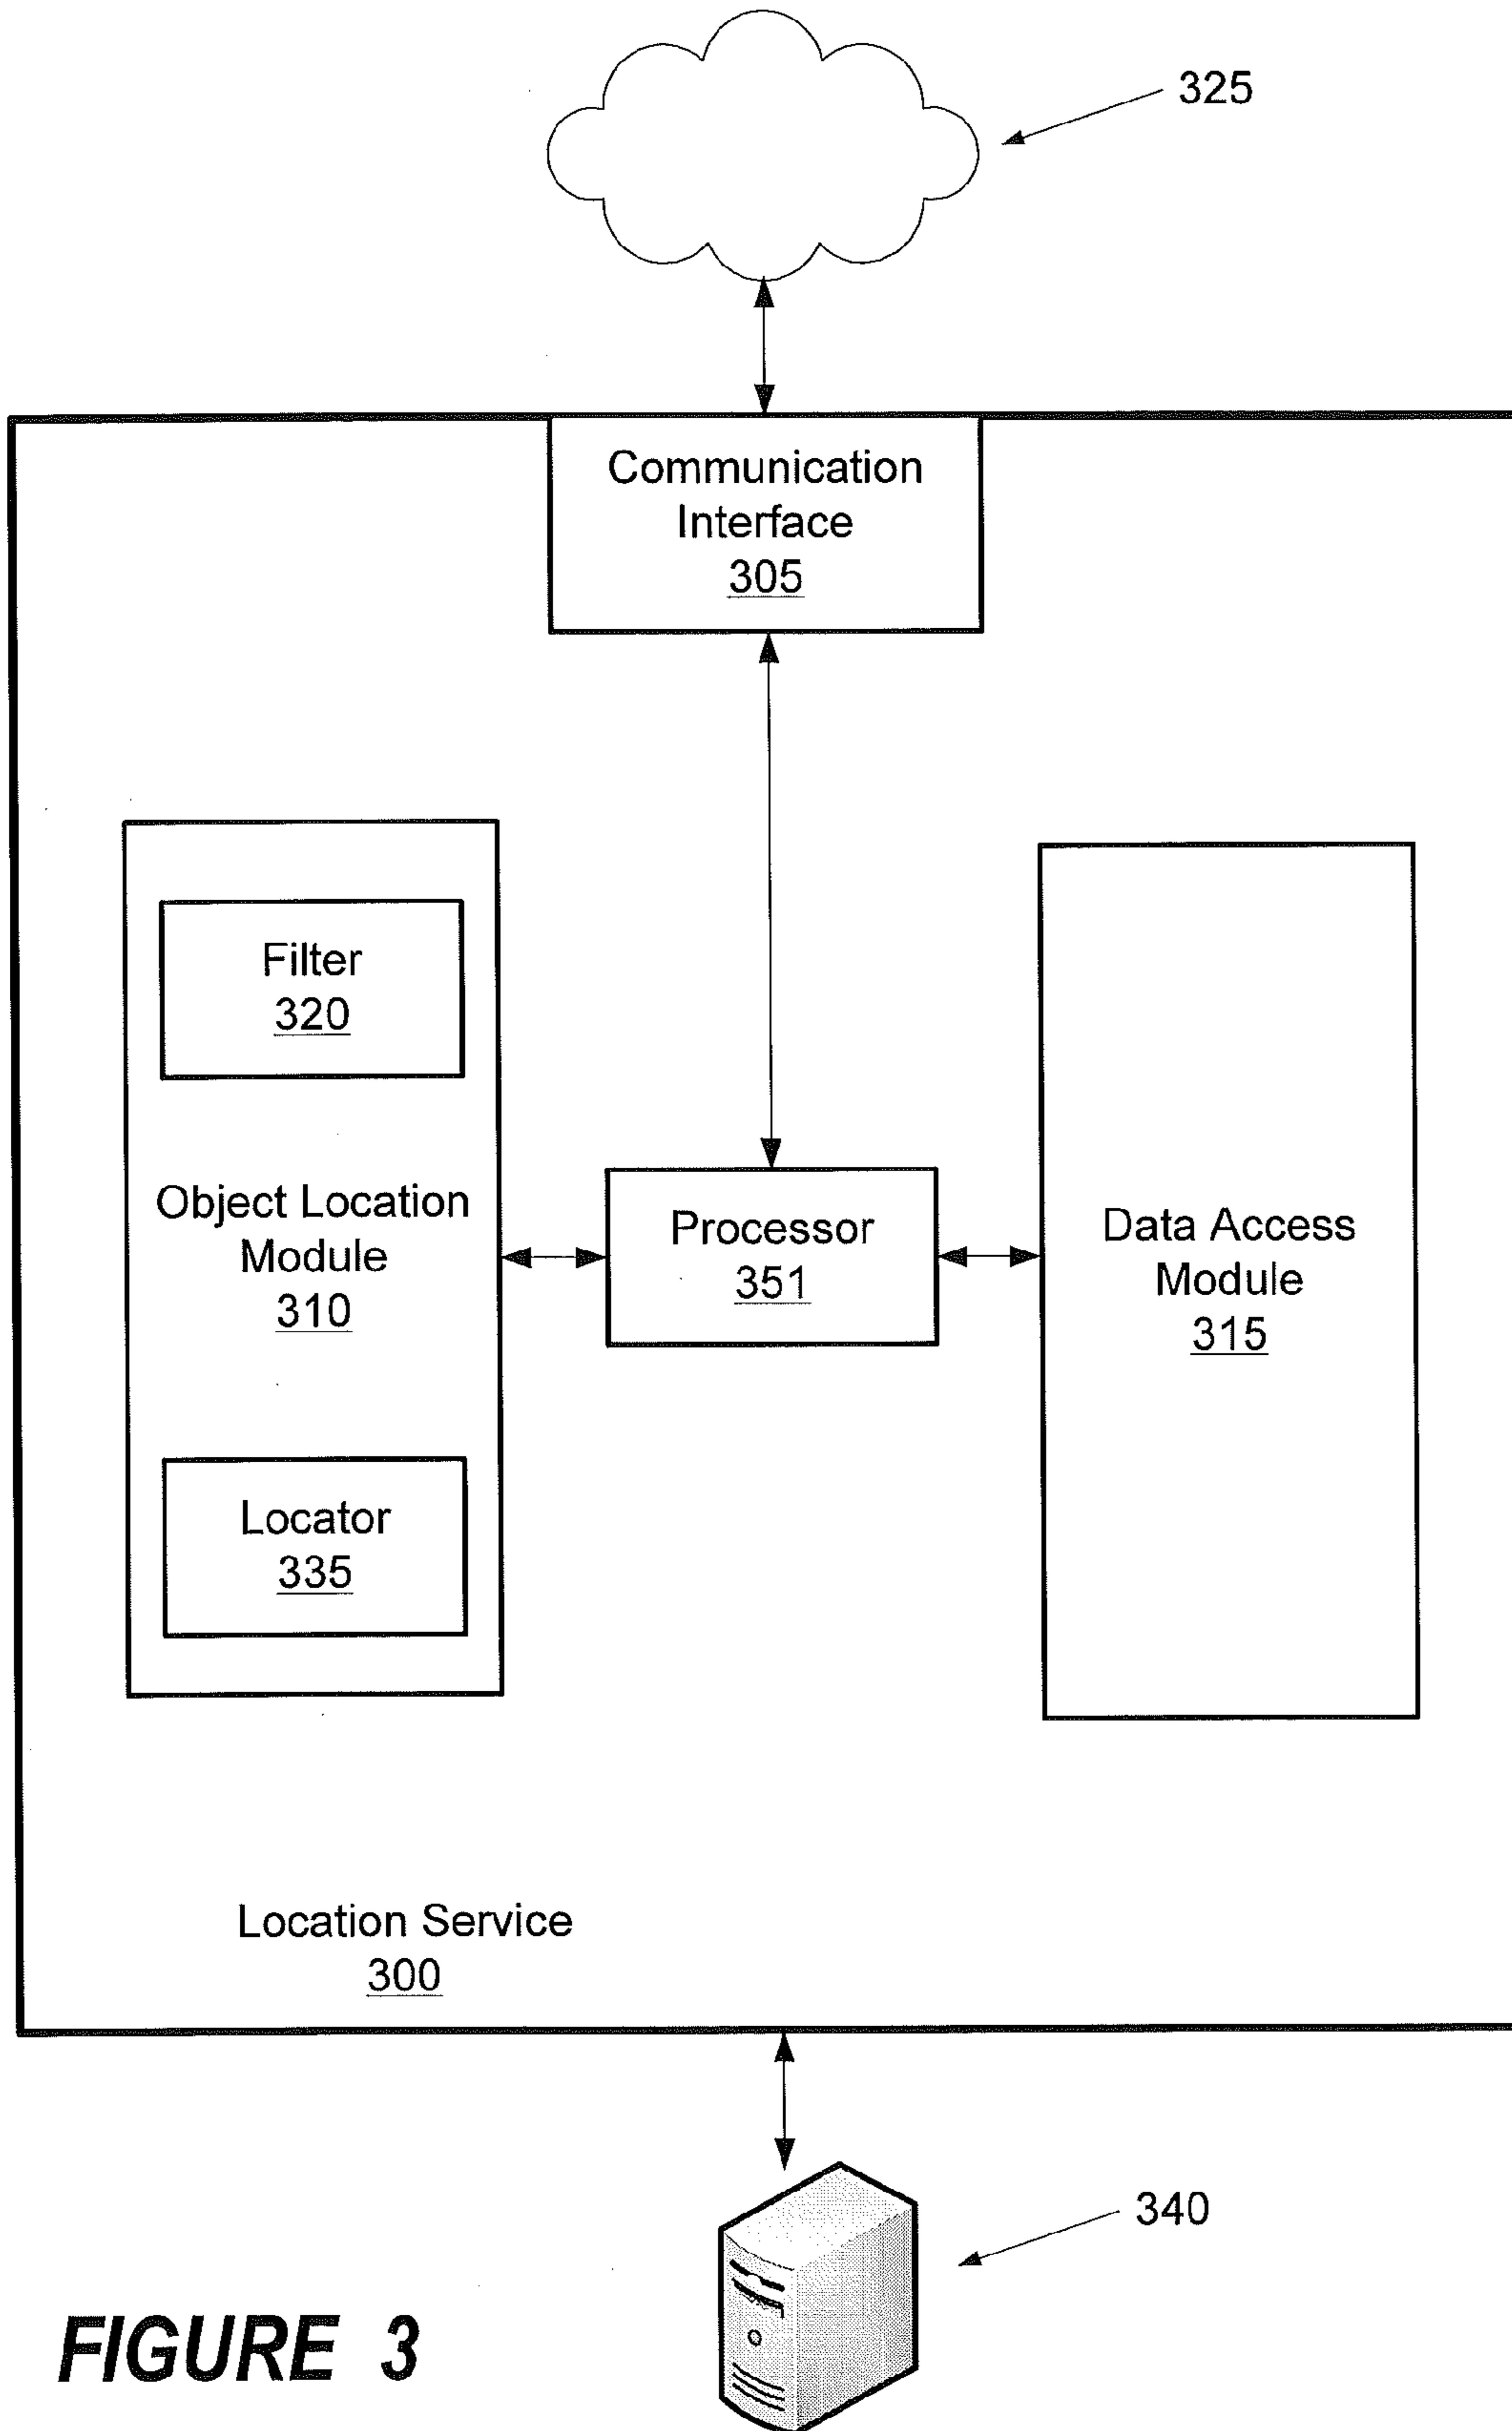 325
Communication
Interface
305
Filter
320
Object Location
Module
310
Locator
335
Processor
351
Data Access
Module
315
Location Service
300
340
FIGURE 3